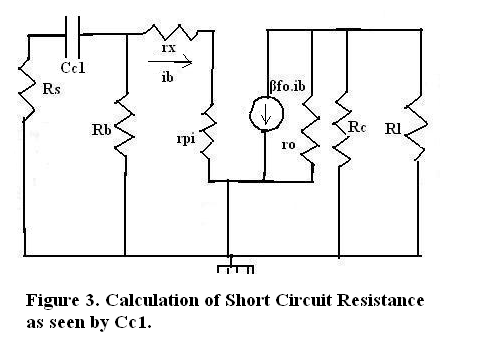 Cc1
rx
ib
Rs
Rb
rpi
βfo.ib
ro
Rc
Rl
Figure 3. Calculation of Short Circuit Resistance
as seen by Cc1.